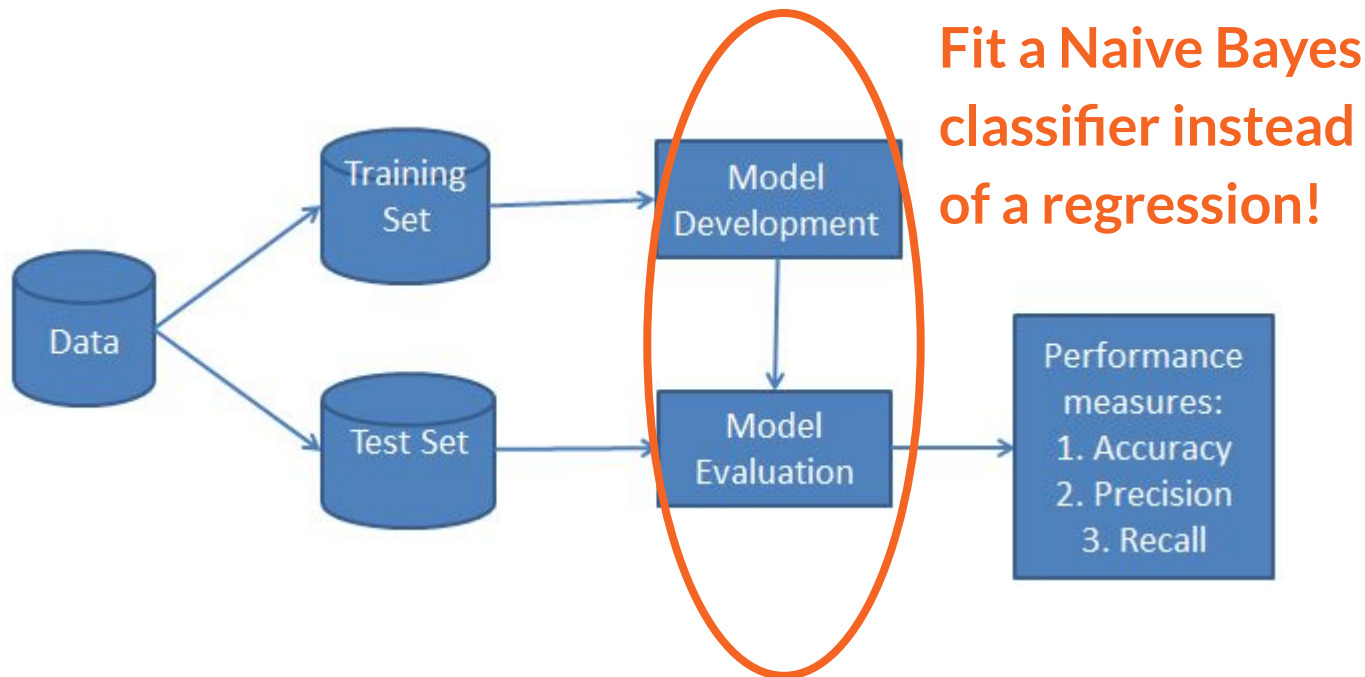 Fit a Naive Bayes
classifier instead
of a regression!
Data
Training
Set
Test Set
Model
Development
Model
Evaluation
Performance
measures:
1. Accuracy
2. Precision
3. Recall